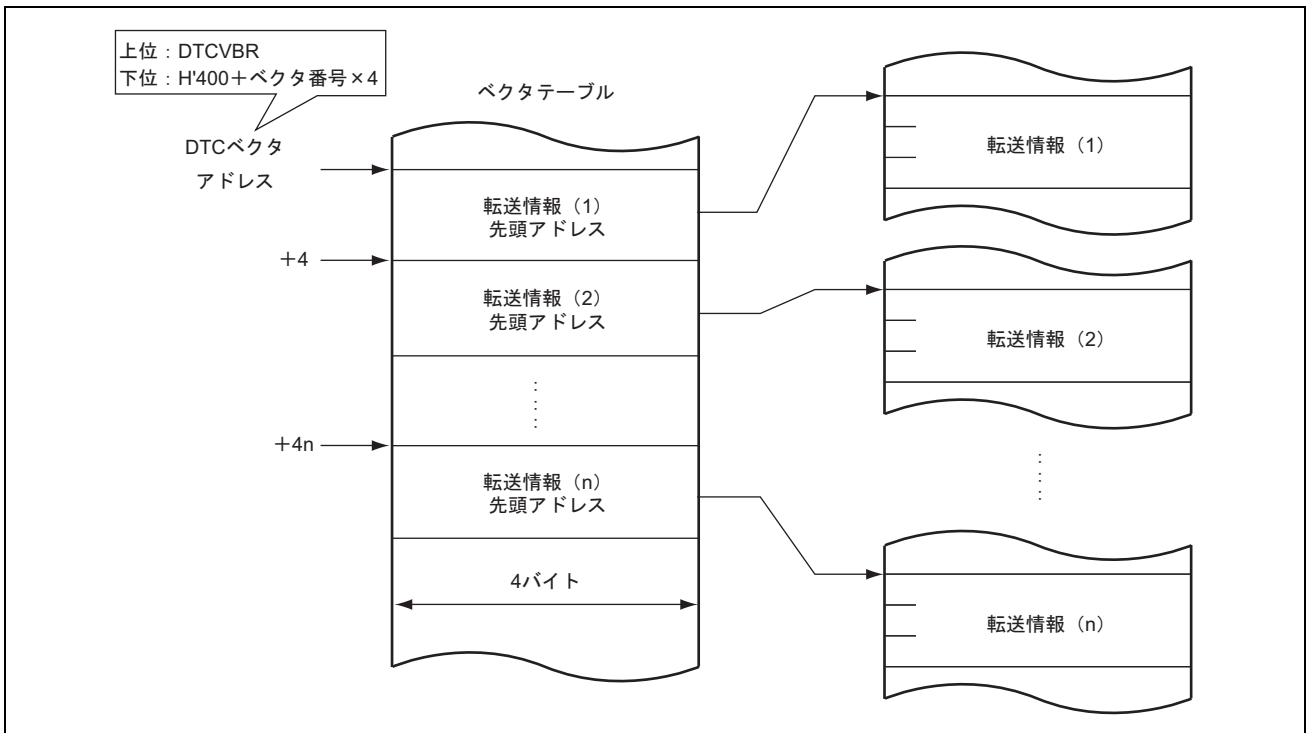 上位：DTCVBR
下位：H'400＋ベクタ番号×4
DTCベクタ
アドレス
ベクタテーブル
転送情報（1）
先頭アドレス
＋4
転送情報（2）
先頭アドレス
＋4n
転送情報（n）
先頭アドレス
4バイト
転送情報（1）
転送情報（2）
転送情報（n）